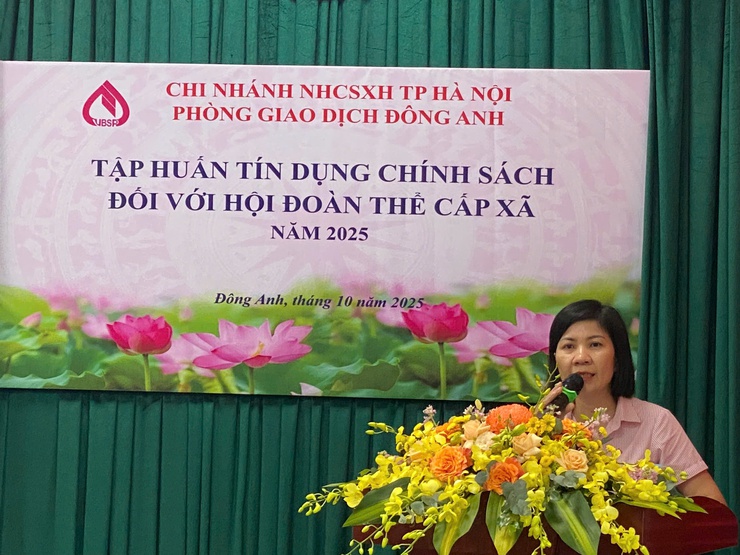 CHI NHÁNH NHCSXH TP HÀ NỘI
PHÒNG GIAO DỊCH ĐÔNG ANH
VBSP
TẬP HUẤN TÍN DỤNG CHÍNH SÁCH
ĐỐI VỚI HỘI ĐOÀN THỂ CẤP XÃ
NĂM 2025
Đông Anh, tháng 10 năm 2025